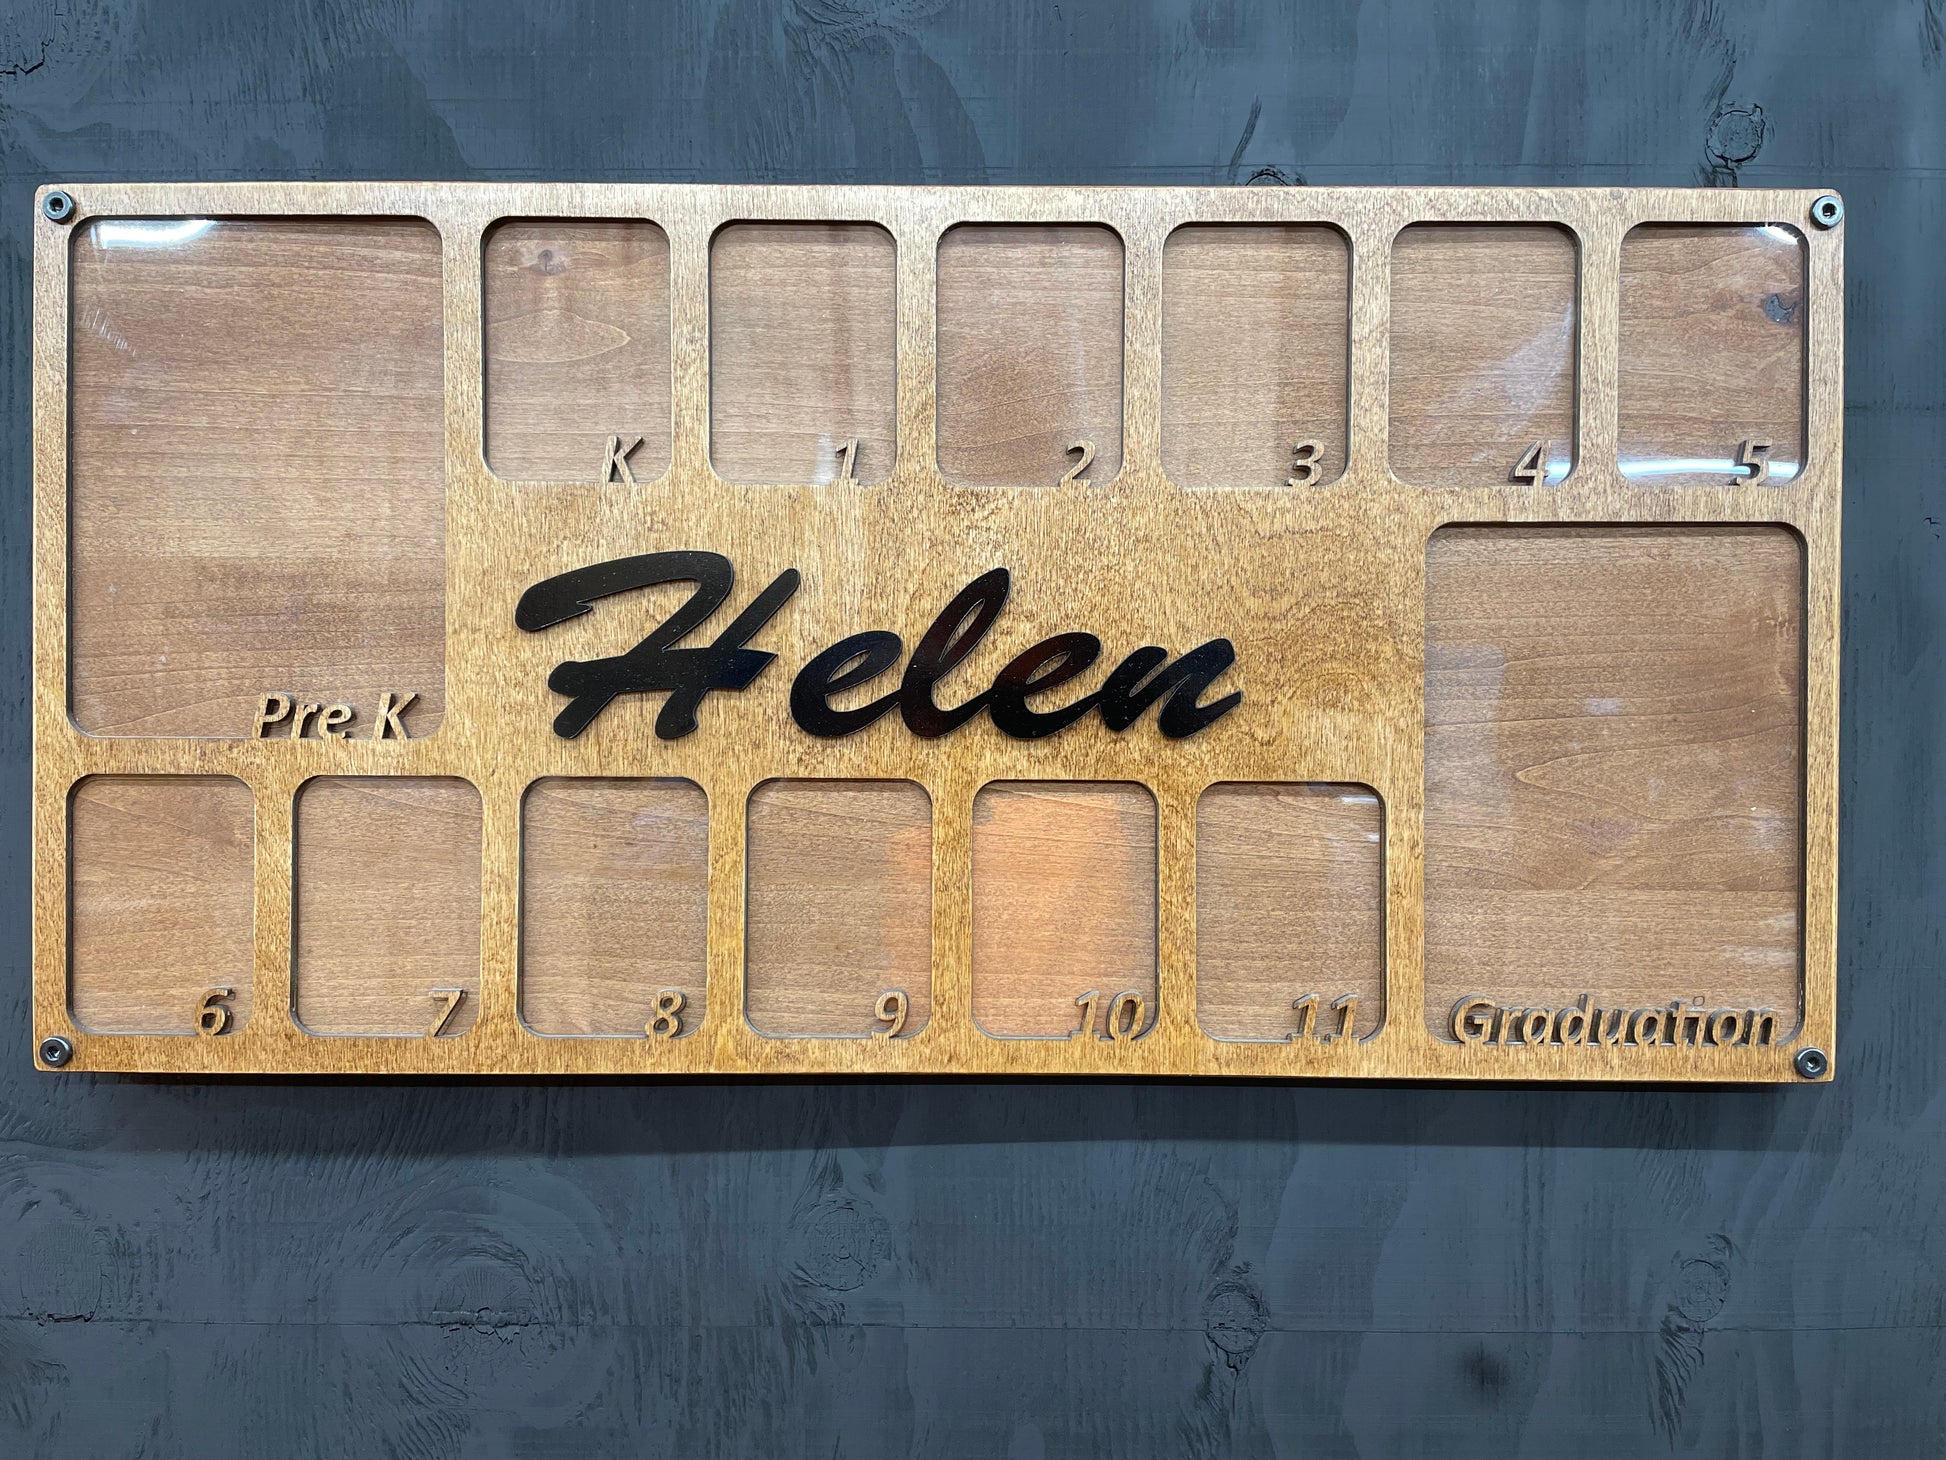 K 1 2 3 4 5
Pre K
Helen
6 7 8 9 10 11 Graduation